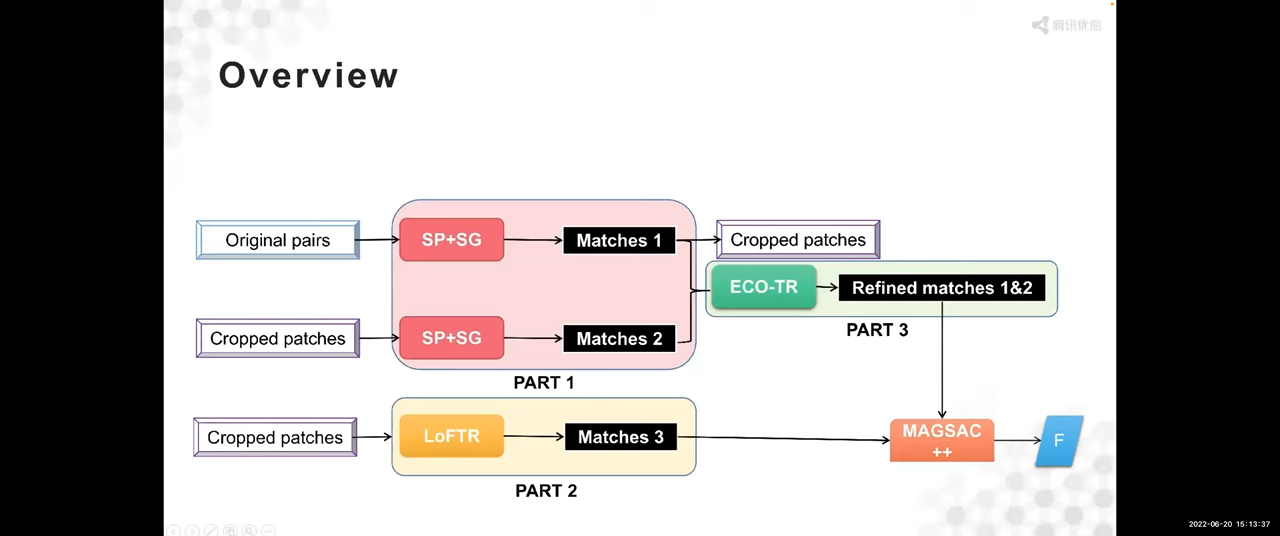 腾讯优图
Overview
Original pairs
SP+SG
Matches 1
Cropped patches
ECO-TR
Refined matches 1&2
PART 3
Cropped patches
SP+SG
Matches 2
PART 1
Cropped patches
LoFTR
Matches 3
MAGSAC
++
F
PART 2
2022-06-20 15:13:37